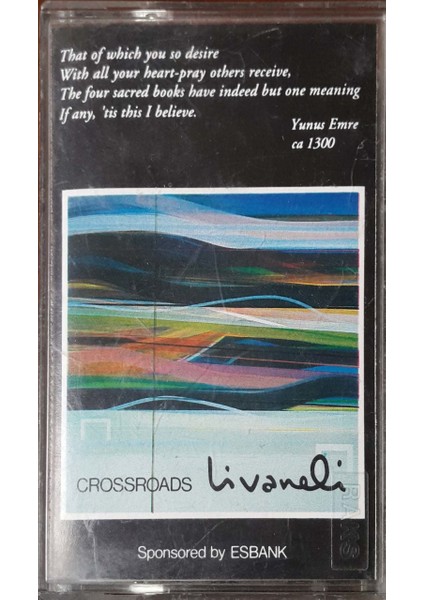 That of which you so desire
With all your heart-pray others receive,
The four sacred books have indeed but one meaning
If any, 'tis this I believe.
Yunus Emre
ca 1300
CROSSROADS Livaneli
RAKS
Sponsored by ESBANK